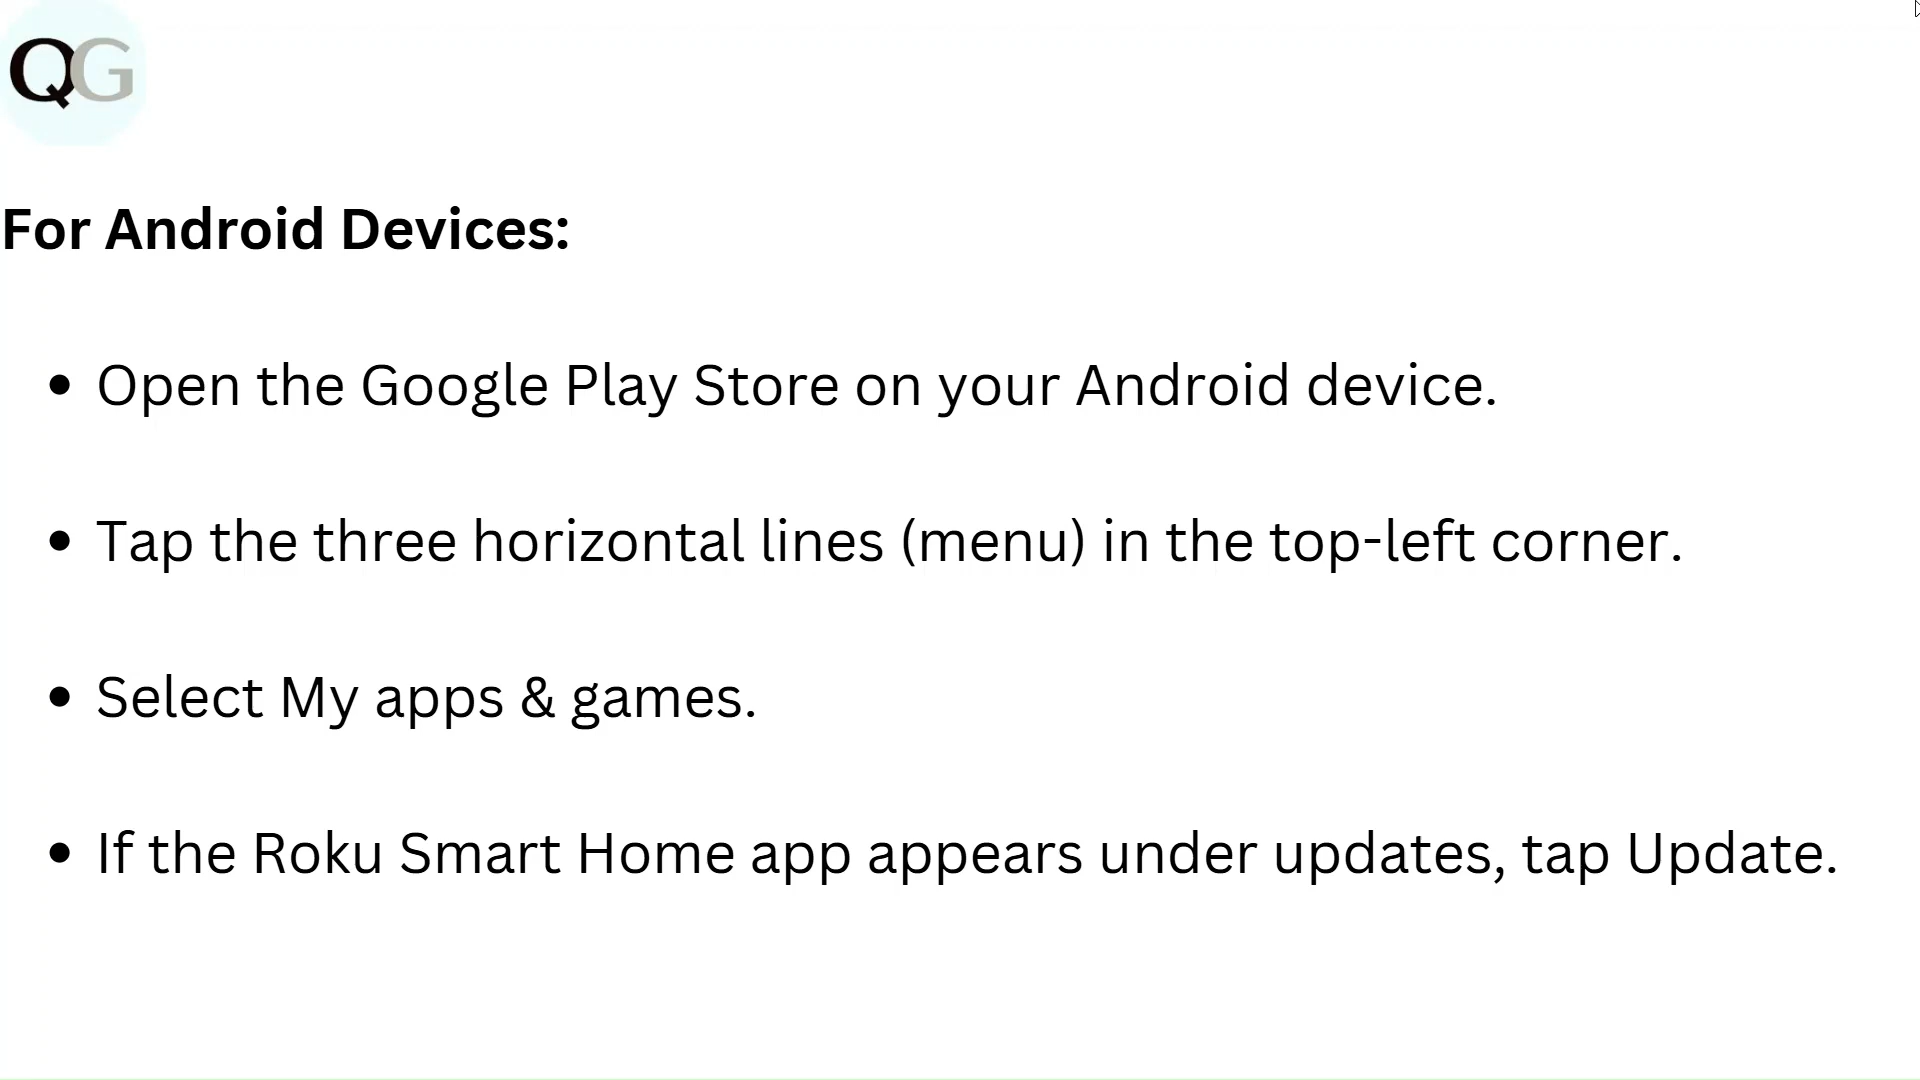 QG
For Android Devices:
• Open the Google Play Store on your Android device.
• Tap the three horizontal lines (menu) in the top-left corner.
• Select My apps & games.
• If the Roku Smart Home app appears under updates, tap Update.